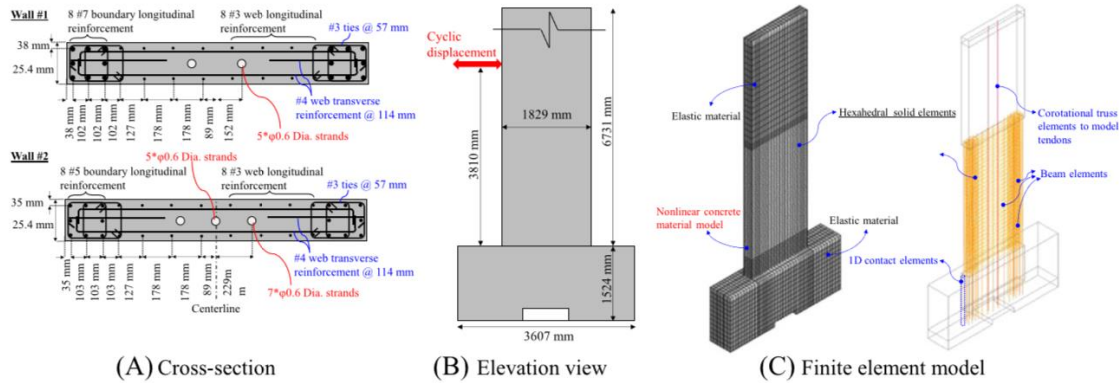 Wall #1
8 #7 boundary longitudinal
reinforcement
8 #3 web longitudinal
reinforcement
#3 ties @ 57 mm
38 mm
25.4 mm
#4 web transverse
reinforcement @ 114 mm
38 mm
102 mm
102 mm
102 mm
127 mm
178 mm
178 mm
89 mm
152 mm
5*φ0.6 Dia. strands
Wall #2
5*φ0.6 Dia. strands
8 #5 boundary longitudinal
reinforcement
8 #3 web longitudinal
reinforcement
#3 ties @ 57 mm
35 mm
25.4 mm
#4 web transverse
reinforcement @ 114 mm
35 mm
103 mm
103 mm
103 mm
127 mm
178 mm
178 mm
89 mm
229m
m
7*φ0.6 Dia. strands
Centerline
(A) Cross-section
Cyclic
displacement
1829 mm
3810 mm
6731 mm
1524 mm
3607 mm
(B) Elevation view
Elastic material
Hexahedral solid elements
Nonlinear concrete
material model
Elastic material
1D contact elements
Corotational truss
elements to model
tendons
Beam elements
(C) Finite element model